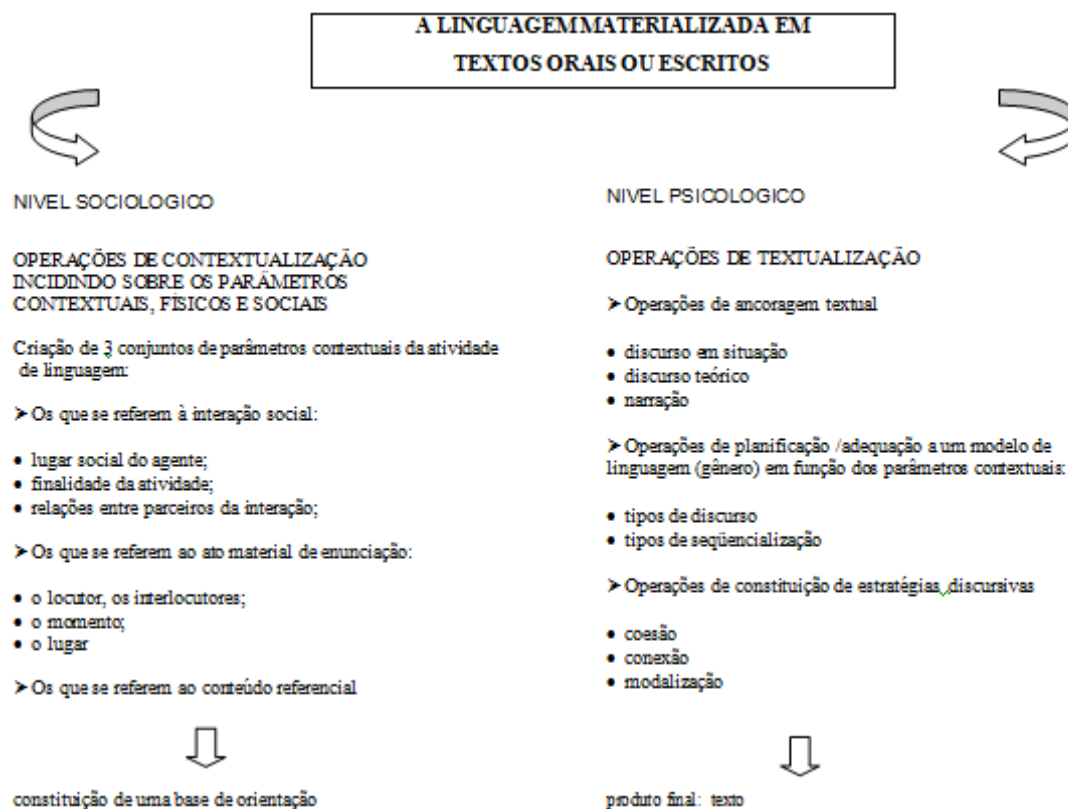 A LINGUAGEM MATERIALIZADA EM
TEXTOS ORAIS OU ESCRITOS
NIVEL SOCIOLOGICO
OPERAÇÕES DE CONTEXTUALIZAÇÃO
INCIDINDO SOBRE OS PARÂMETROS
CONTEXTUAIS, FÍSICOS E SOCIAIS
Criação de 3 conjuntos de parâmetros contextuais da atividade
de linguagem:
➤ Os que se referem à interação social:
• lugar social do agente;
• finalidade da atividade;
• relações entre parceiros da interação;
➤ Os que se referem ao ato material de enunciação:
• o locutor, os interlocutores;
• o momento;
• o lugar
➤ Os que se referem ao conteúdo referencial
constituição de uma base de orientação
NIVEL PSICOLOGICO
OPERAÇÕES DE TEXTUALIZAÇÃO
➤ Operações de ancoragem textual
• discurso em situação
• discurso teórico
• narração
➤ Operações de planificação /adequação a um modelo de
linguagem (gênero) em função dos parâmetros contextuais:
• tipos de discurso
• tipos de seqüencialização
➤ Operações de constituição de estratégias discursivas
• coesão
• conexão
• modalização
produto final: texto